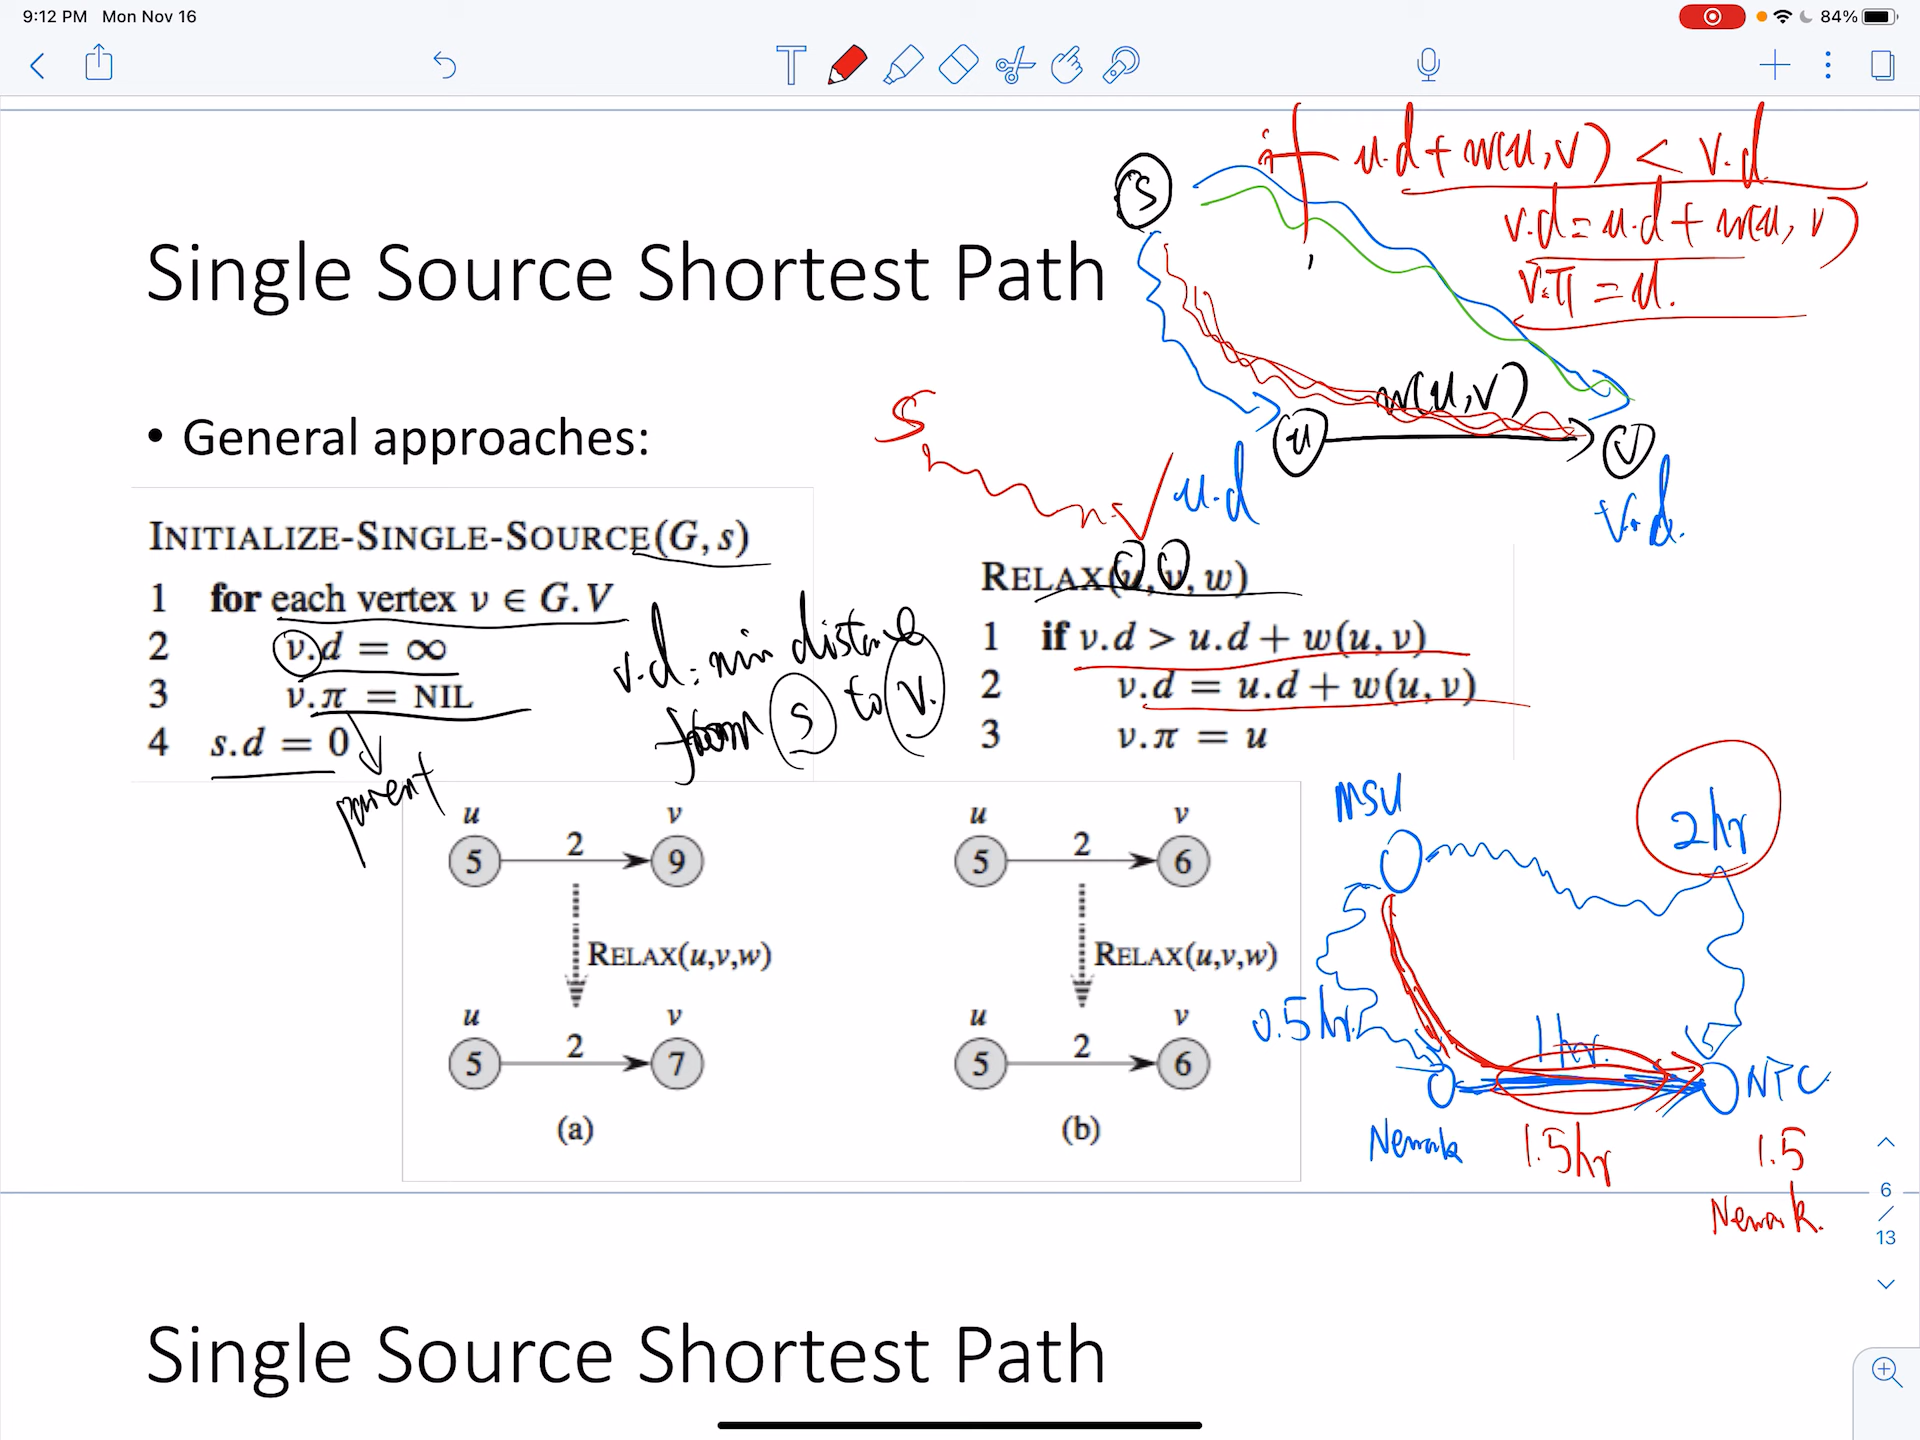 9:12 PM Mon Nov 16
84%
if u.d + w(u,v) < v.d
v.d = u.d + w(u,v)
v.π = u.
S
Single Source Shortest Path
w(u,v)
u
v
S
u.d
v.d.
• General approaches:
INITIALIZE-SINGLE-SOURCE(G, s)
1 for each vertex v ∈ G.V
2 v.d = ∞
3 v.π = NIL
4 s.d = 0
parent
v.d: min distance
from s to v.
RELAX(u, v, w)
1 if v.d > u.d + w(u, v)
2 v.d = u.d + w(u, v)
3 v.π = u
u v
5 2 9
RELAX(u,v,w)
u v
5 2 7
(a)
u v
5 2 6
RELAX(u,v,w)
u v
5 2 6
(b)
MSU
2hr
0.5hr.
1hr.
NYC
Newark
1.5hr
1.5
Newark.
6
/
13
Single Source Shortest Path